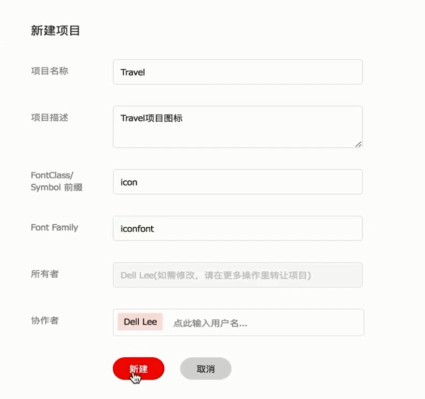 新建项目
项目名称
Travel
项目描述
Travel项目图标
FontClass/
Symbol 前缀
icon
Font Family
iconfont
所有者
Dell Lee(如需修改，请在更多操作里转让项目)
协作者
Dell Lee
点此输入用户名...
新建
取消